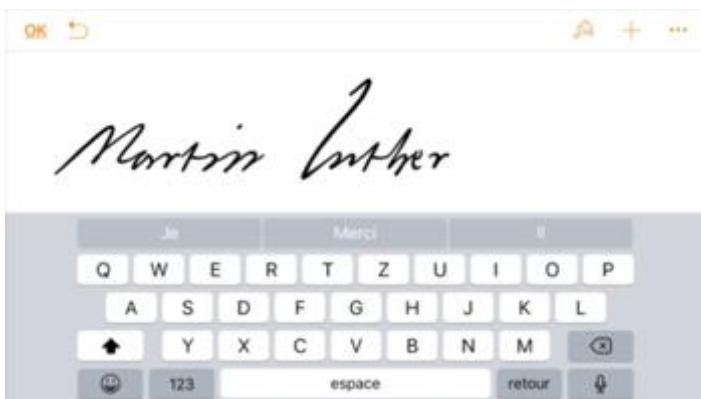 OK
Martin Luther
Je Merci Il
Q W E R T Z U I O P
A S D F G H J K L
Y X C V B N M
123 espace retour